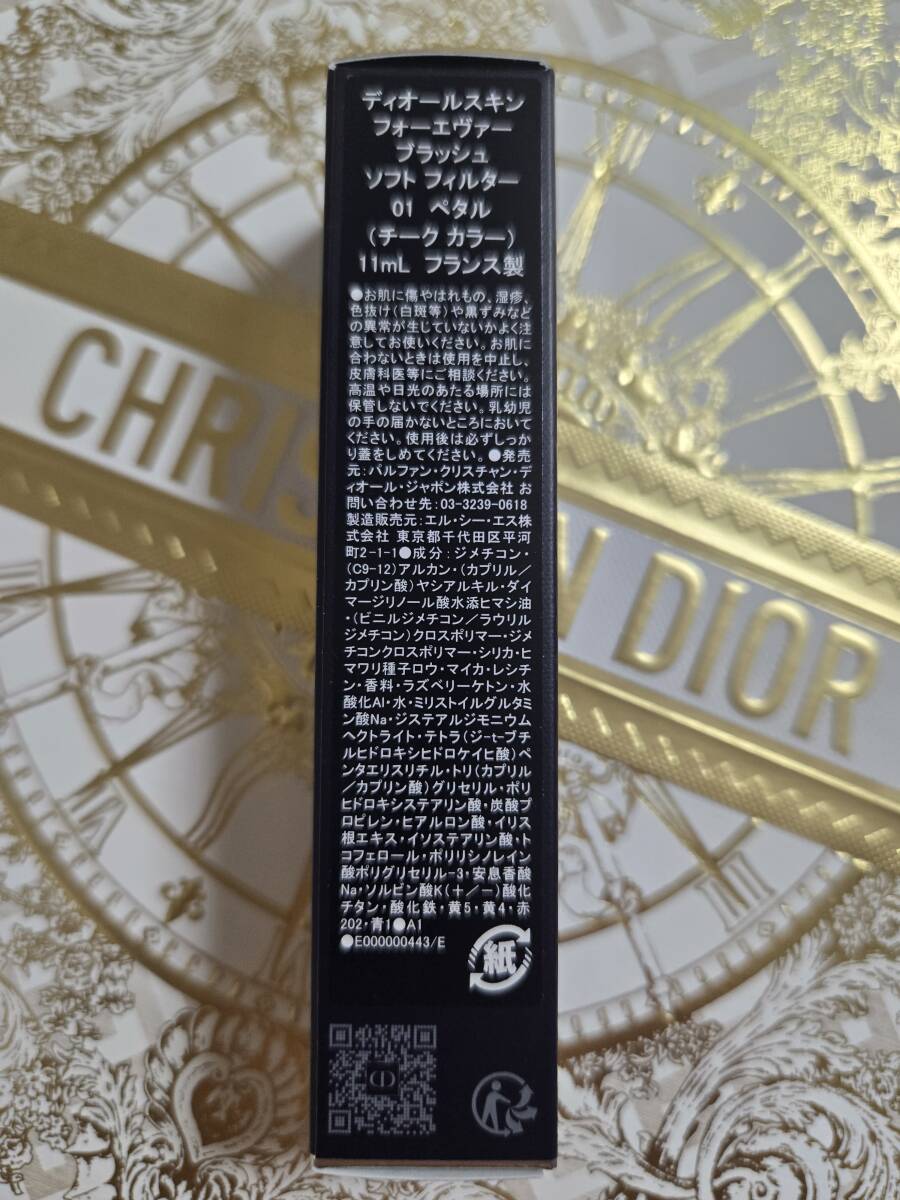 ディオールスキン
フォーエヴァー
ブラッシュ
ソフト フィルター
01 ペタル
(チーク カラー)
11mL フランス製
●お肌に傷やはれもの、湿疹、
色抜け(白斑等)や黒ずみなど
の異常が生じていないかよく注
意してお使いください。お肌に
合わないときは使用を中止し、
皮膚科医等にご相談ください。
高温や日光のあたる場所には
保管しないでください。乳幼児
の手の届かないところにおいて
ください。使用後は必ずしっか
り蓋をしめてください。●発売
元:パルファン・クリスチャン・デ
ィオール・ジャポン株式会社 お
問い合わせ先:03-3239-0618
製造販売元:エル・シー・エス株
式会社 東京都千代田区平河
町2-1-1●成分:ジメチコン・
(C9-12)アルカン・(カプリル/
カプリン酸)ヤシアルキル・ダイ
マージリノール酸水添ヒマシ油
・(ビニルジメチコン/ラウリル
ジメチコン)クロスポリマー・ジメ
チコンクロスポリマー・シリカ・ヒ
マワリ種子ロウ・マイカ・レシチ
ン・香料・ラズベリーケトン・水
酸化Al・水・ミリストイルグルタミ
ン酸Na・ジステアルジモニウム
ヘクトライト・テトラ(ジ-t-ブチ
ルヒドロキシヒドロケイヒ酸)ペ
ンタエリスリチル・トリ(カプリル
/カプリン酸)グリセリル・ポリ
ヒドロキシステアリン酸・炭酸プ
ロピレン・ヒアルロン酸・イリス
根エキス・イソステアリン酸・ト
コフェロール・ポリリシノレイン
酸ポリグリセリル-3・安息香酸
Na・ソルビン酸K(+/-)酸化
チタン・酸化鉄・黄5・黄4・赤
202・青1●A1
●E000000443/E
紙
CD
CHRIS
N DIOR